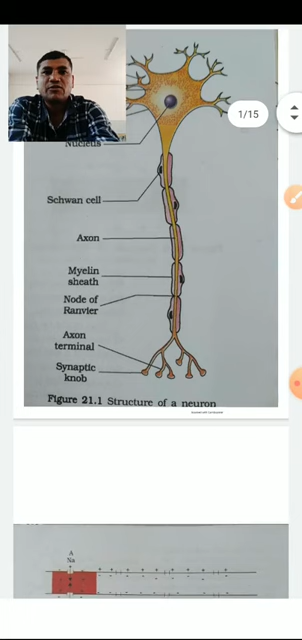 1/15
Nucleus
Schwan cell
Axon
Myelin
sheath
Node of
Ranvier
Axon
terminal
Synaptic
knob
Figure 21.1 Structure of a neuron
A
Na